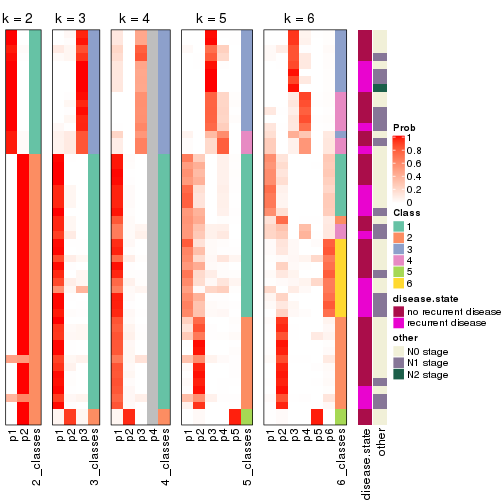 k = 2
k = 3
k = 4
k = 5
k = 6
p1
p2
2_classes
p1
p2
p3
3_classes
p1
p2
p3
p4
4_classes
p1
p2
p3
p4
p5
5_classes
p1
p2
p3
p4
p5
p6
6_classes
disease.state
other
Prob
1
0.8
0.6
0.4
0.2
0
Class
1
2
3
4
5
6
disease.state
no recurrent disease
recurrent disease
other
N0 stage
N1 stage
N2 stage